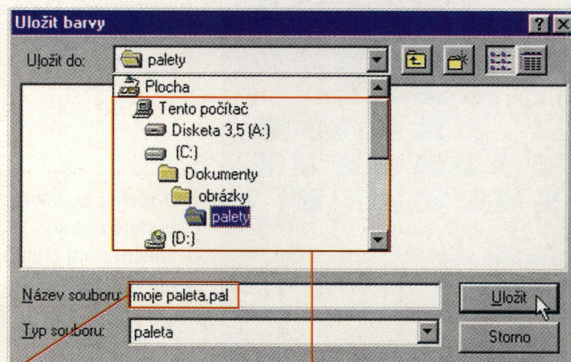 Uložit barvy
Uložit do: palety
Plocha
Tento počítač
Disketa 3,5 (A:)
(C:)
Dokumenty
obrázky
palety
(D:)
Název souboru: moje paleta.pal
Uložit
Typ souboru: paleta
Storno